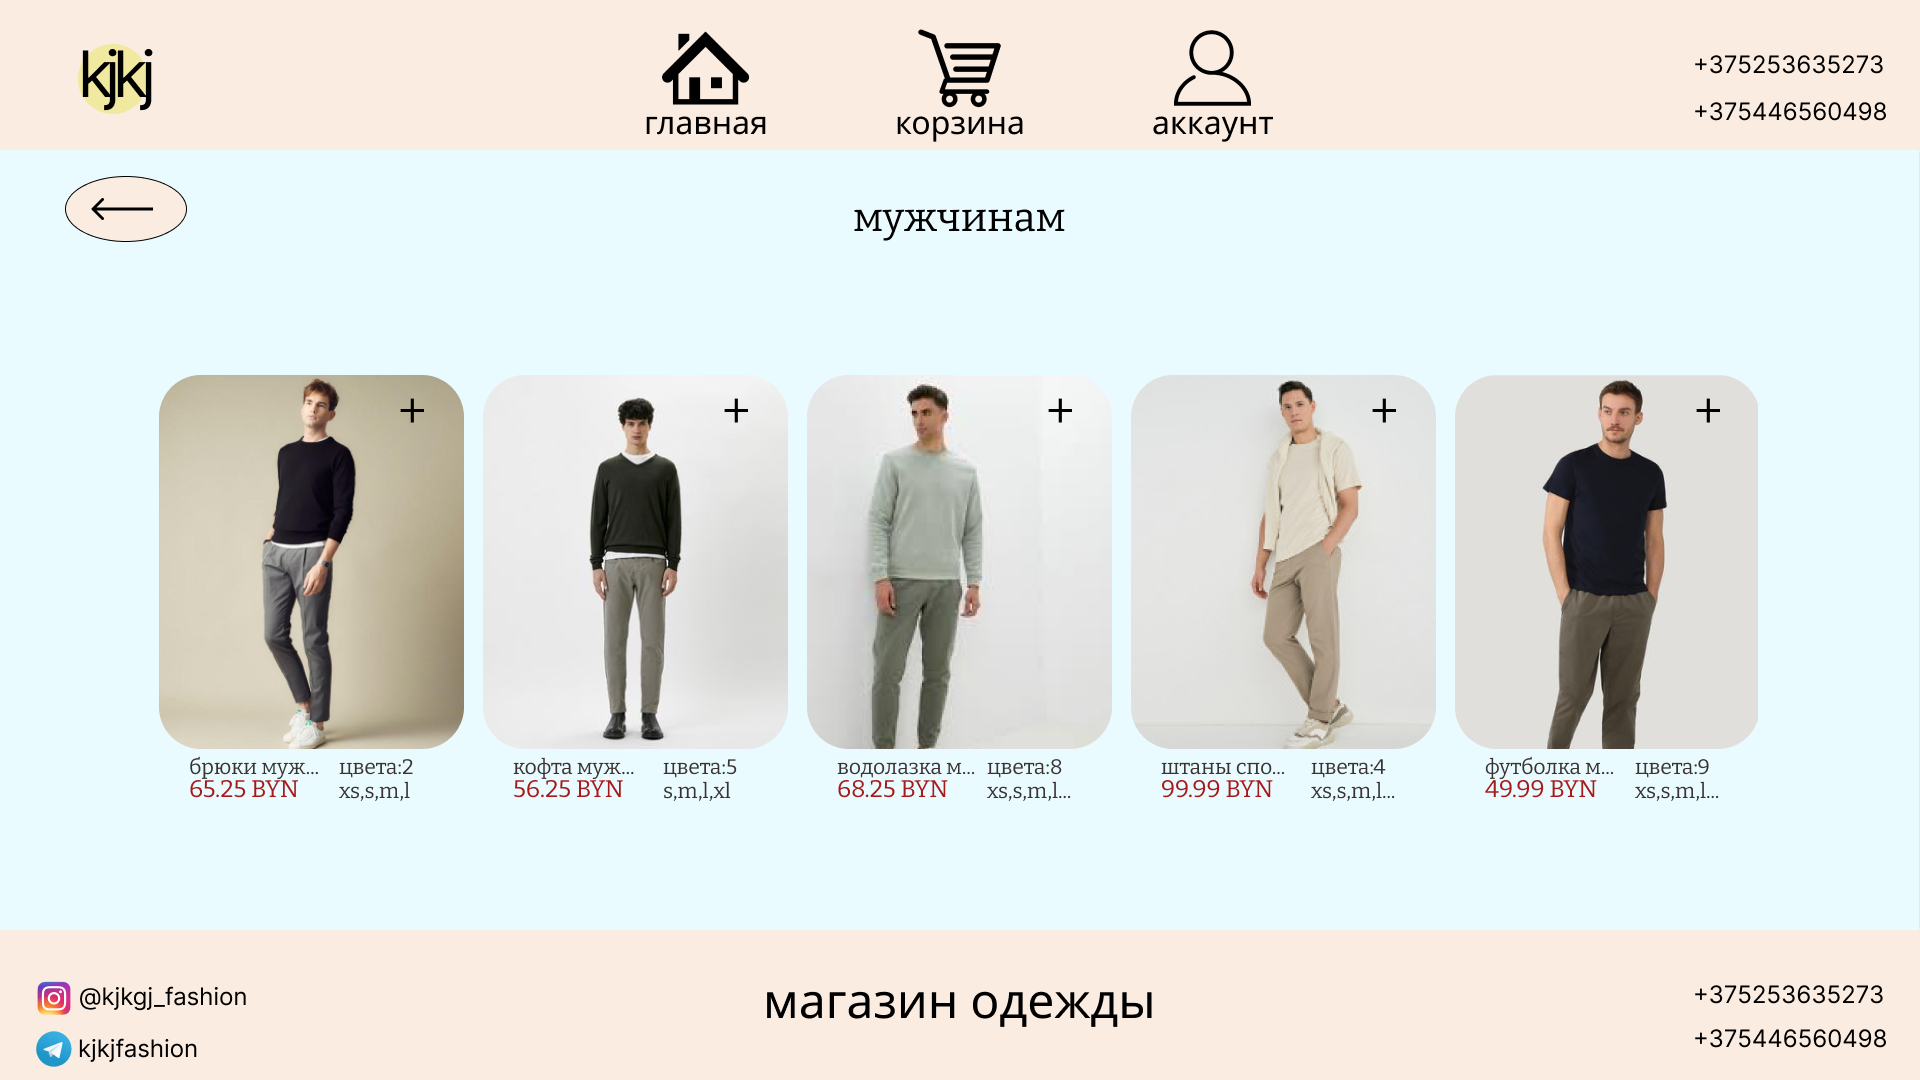 kjkj
главная
корзина
аккаунт
+375253635273
+375446560498
мужчинам
брюки муж... цвета:2
65.25 BYN xs,s,m,l
кофта муж... цвета:5
56.25 BYN s,m,l,xl
водолазка м... цвета:8
68.25 BYN xs,s,m,l...
штаны спо... цвета:4
99.99 BYN xs,s,m,l...
футболка м... цвета:9
49.99 BYN xs,s,m,l...
@kjkgj_fashion
kjkjfashion
магазин одежды
+375253635273
+375446560498